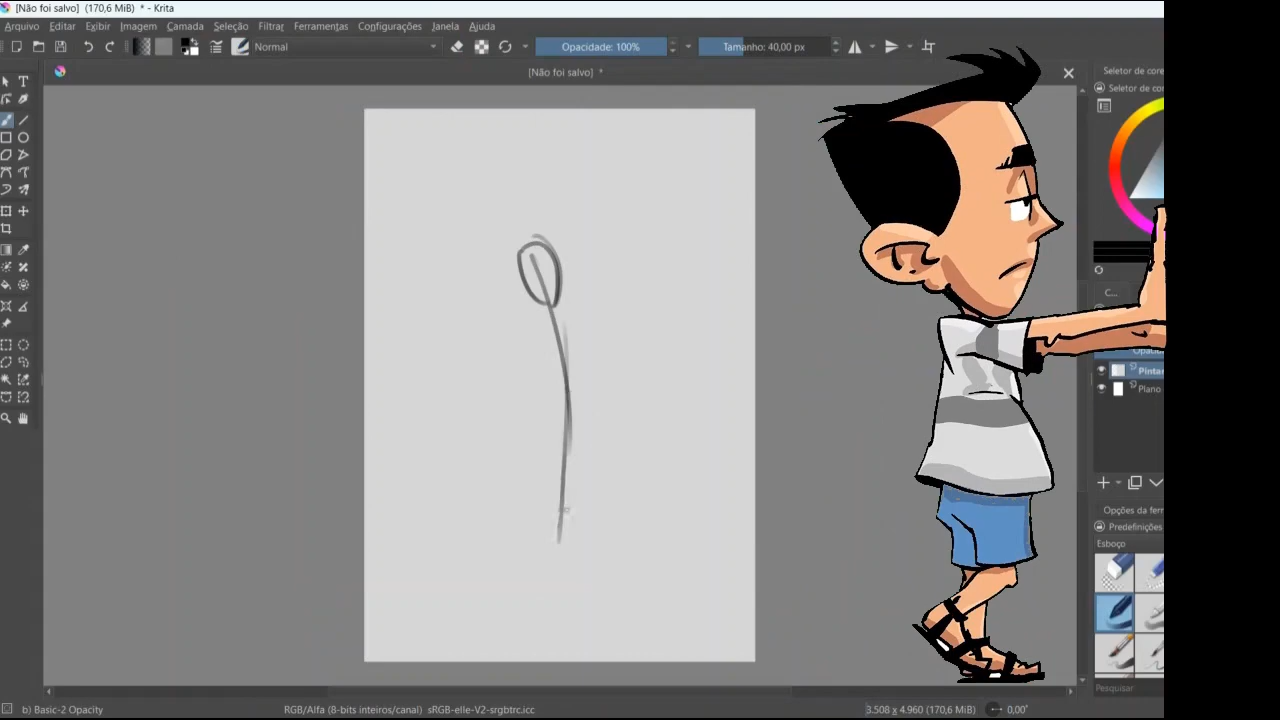 [Não foi salvo] (170,6 MiB) * - Krita
Arquivo Editar Exibir Imagem Camada Seleção Filtrar Ferramentas Configurações Janela Ajuda
Normal Opacidade: 100% Tamanho: 40,00 px
[Não foi salvo] *
Seletor de core
Seletor de cor
C...
Opaci
Pintar
Plano
Opções da ferr
Predefinições
Esboço
Pesquisar
b) Basic-2 Opacity RGB/Alfa (8-bits inteiros/canal) sRGB-elle-V2-srgbtrc.icc 3.508 x 4.960 (170,6 MiB) 0,00°